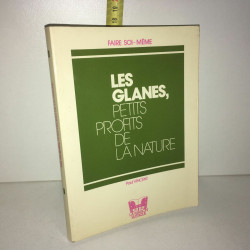 FAIRE SOI-MÊME
LES
GLANES,
PETITS
PROFITS
DE
LA NATURE